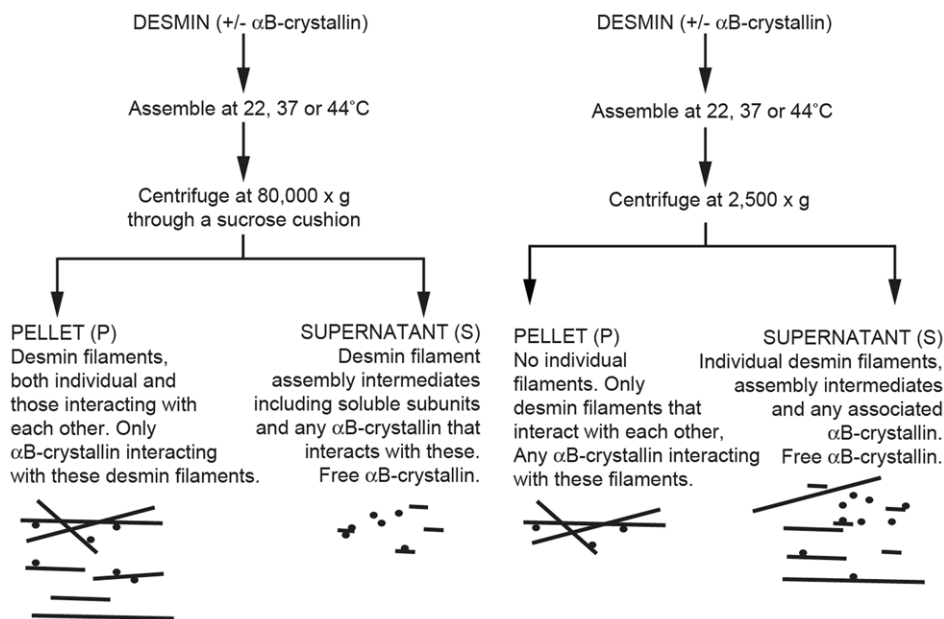 DESMIN (+/- αB-crystallin)
Assemble at 22, 37 or 44°C
Centrifuge at 80,000 x g
through a sucrose cushion
PELLET (P)
Desmin filaments,
both individual and
those interacting with
each other. Only
αB-crystallin interacting
with these desmin filaments.
SUPERNATANT (S)
Desmin filament
assembly intermediates
including soluble subunits
and any αB-crystallin that
interacts with these.
Free αB-crystallin.
DESMIN (+/- αB-crystallin)
Assemble at 22, 37 or 44°C
Centrifuge at 2,500 x g
PELLET (P)
No individual
filaments. Only
desmin filaments that
interact with each other,
Any αB-crystallin interacting
with these filaments.
SUPERNATANT (S)
Individual desmin filaments,
assembly intermediates
and any associated
αB-crystallin.
Free αB-crystallin.